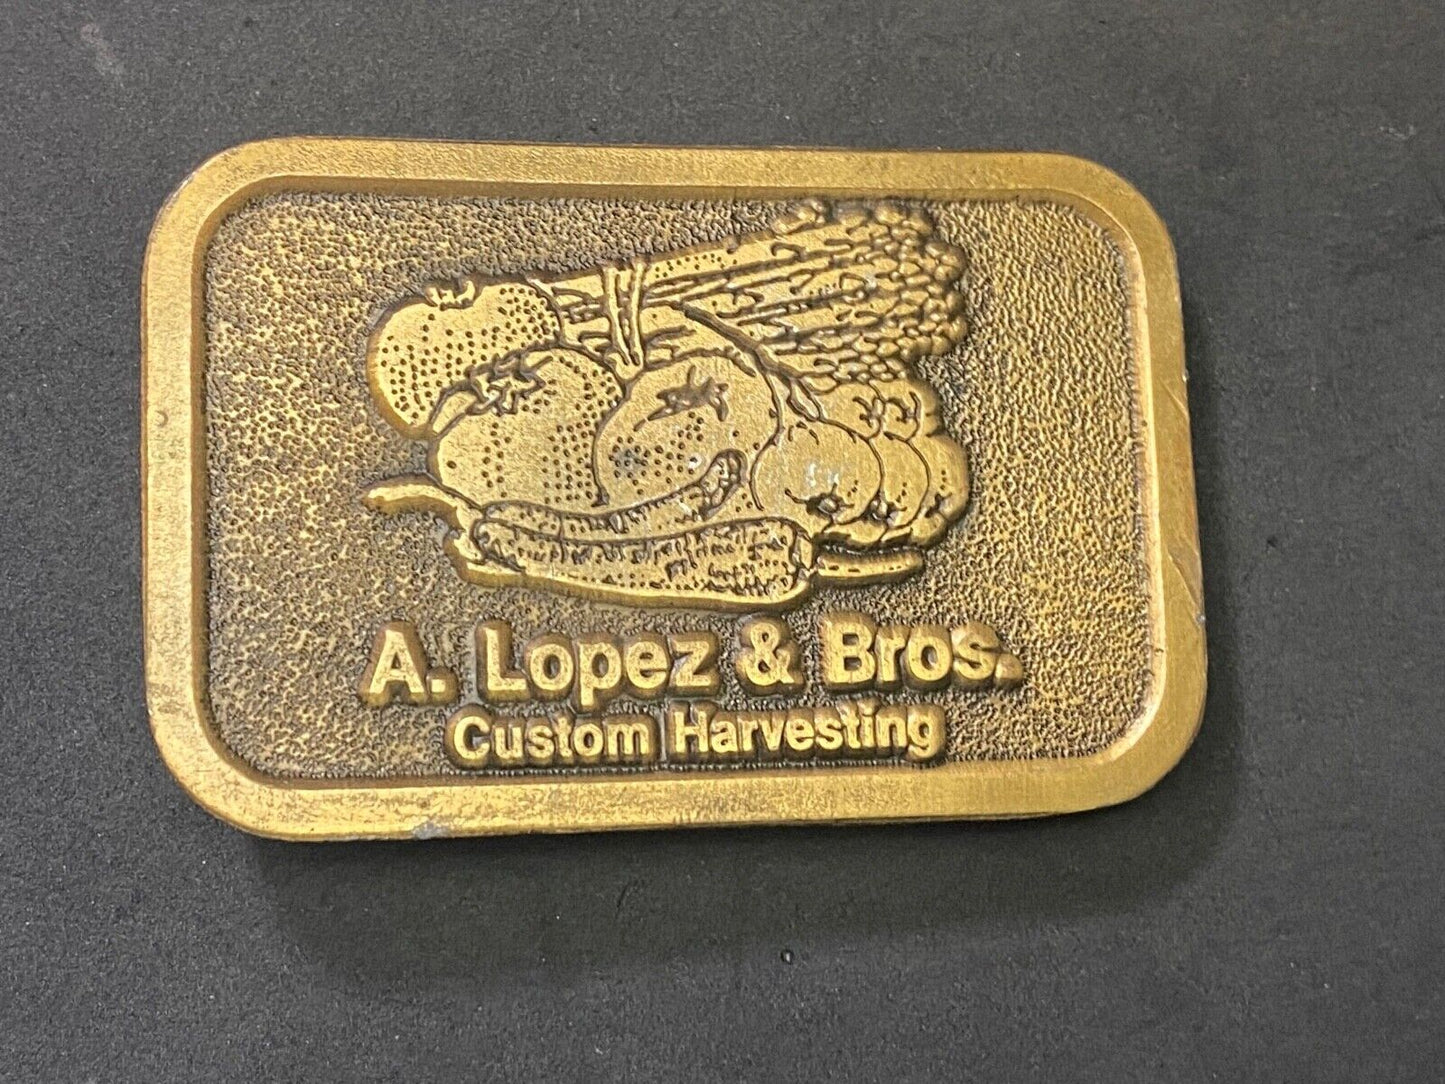 A. Lopez & Bros.
Custom Harvesting